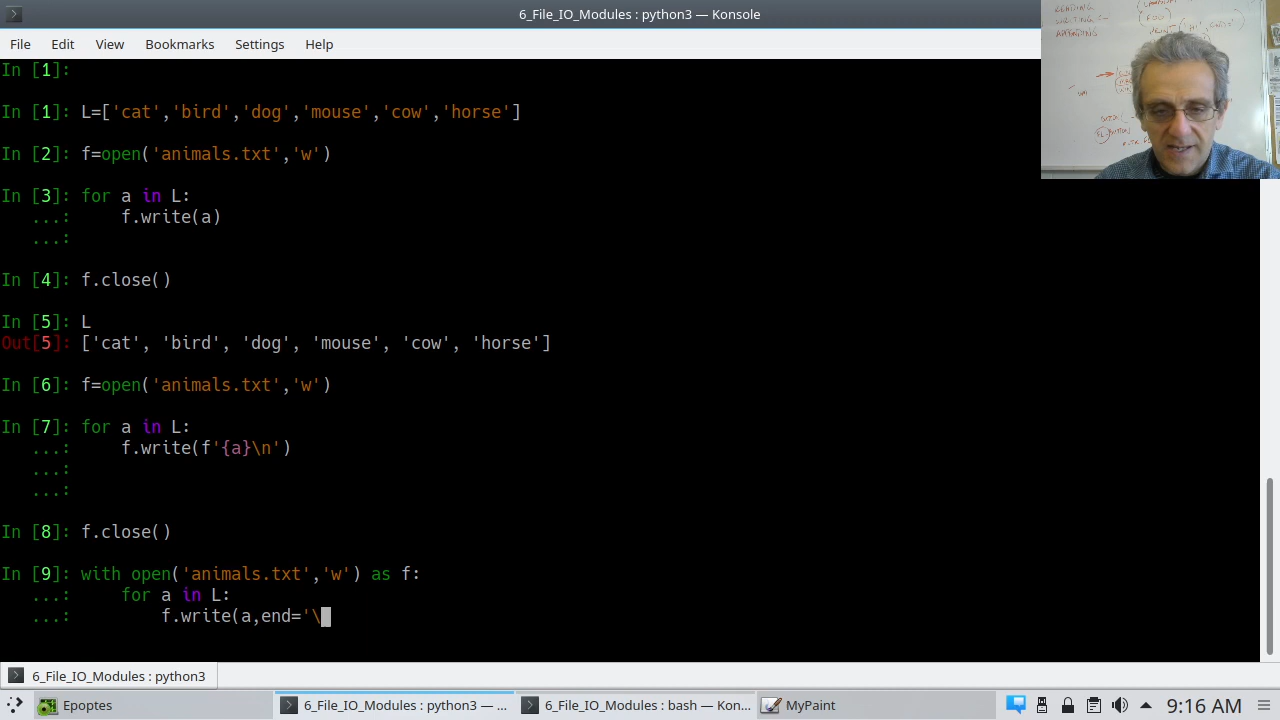 6_File_IO_Modules : python3 — Konsole
File Edit View Bookmarks Settings Help
READING
WRITING
In [1]:
In [1]: L=['cat','bird','dog','mouse','cow','horse']
In [2]: f=open('animals.txt','w')
In [3]: for a in L:
...: f.write(a)
...:
In [4]: f.close()
In [5]: L
Out[5]: ['cat', 'bird', 'dog', 'mouse', 'cow', 'horse']
In [6]: f=open('animals.txt','w')
In [7]: for a in L:
...: f.write(f'{a}\n')
...:
...:
In [8]: f.close()
In [9]: with open('animals.txt','w') as f:
...: for a in L:
...: f.write(a,end='\
6_File_IO_Modules : python3
Epoptes 6_File_IO_Modules : python3 — ... 6_File_IO_Modules : bash — Kon... MyPaint 9:16 AM